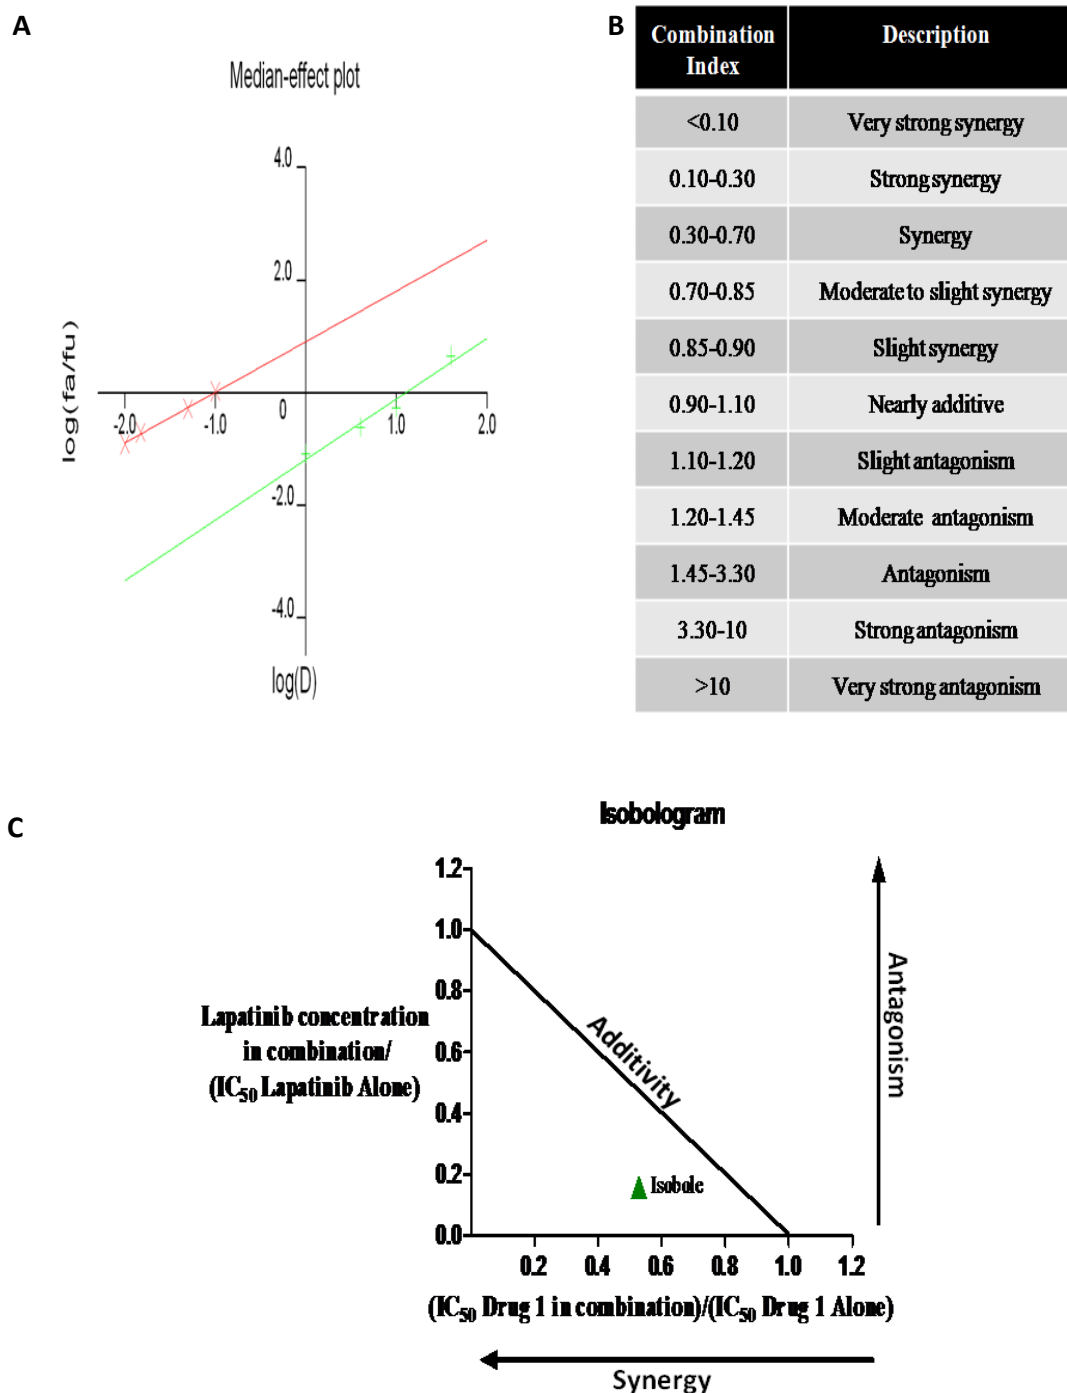 A
Median-effect plot
4.0
2.0
log(fa/fu)
-2.0
-1.0
0
1.0
2.0
-2.0
-4.0
log(D)
B
Combination Index
Description
<0.10 Very strong synergy
0.10-0.30 Strong synergy
0.30-0.70 Synergy
0.70-0.85 Moderate to slight synergy
0.85-0.90 Slight synergy
0.90-1.10 Nearly additive
1.10-1.20 Slight antagonism
1.20-1.45 Moderate antagonism
1.45-3.30 Antagonism
3.30-10 Strong antagonism
>10 Very strong antagonism
C
Isobologram
1.2
1.0
0.8
0.6
0.4
0.2
0.0
Lapatinib concentration
in combination/
(IC50 Lapatinib Alone)
Additivity
Isobole
Antagonism
0.2 0.4 0.6 0.8 1.0 1.2
(IC50 Drug 1 in combination)/(IC50 Drug 1 Alone)
Synergy